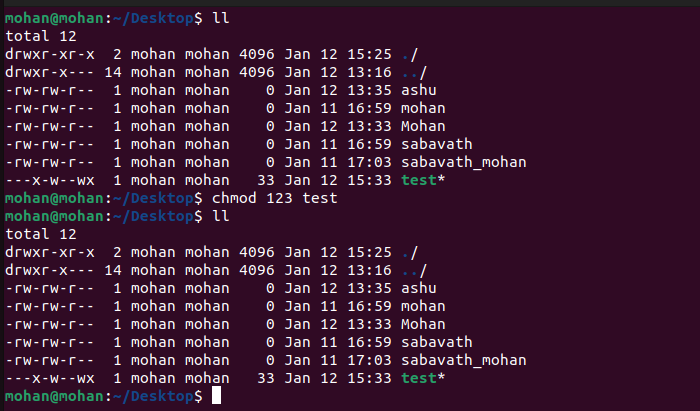 mohan@mohan:~/Desktop$ ll
total 12
drwxr-xr-x  2 mohan mohan 4096 Jan 12 15:25 ./
drwxr-x--- 14 mohan mohan 4096 Jan 12 13:16 ../
-rw-rw-r--  1 mohan mohan    0 Jan 12 13:35 ashu
-rw-rw-r--  1 mohan mohan    0 Jan 11 16:59 mohan
-rw-rw-r--  1 mohan mohan    0 Jan 12 13:33 Mohan
-rw-rw-r--  1 mohan mohan    0 Jan 11 16:59 sabavath
-rw-rw-r--  1 mohan mohan    0 Jan 11 17:03 sabavath_mohan
---x-w--wx  1 mohan mohan   33 Jan 12 15:33 test*
mohan@mohan:~/Desktop$ chmod 123 test
mohan@mohan:~/Desktop$ ll
total 12
drwxr-xr-x  2 mohan mohan 4096 Jan 12 15:25 ./
drwxr-x--- 14 mohan mohan 4096 Jan 12 13:16 ../
-rw-rw-r--  1 mohan mohan    0 Jan 12 13:35 ashu
-rw-rw-r--  1 mohan mohan    0 Jan 11 16:59 mohan
-rw-rw-r--  1 mohan mohan    0 Jan 12 13:33 Mohan
-rw-rw-r--  1 mohan mohan    0 Jan 11 16:59 sabavath
-rw-rw-r--  1 mohan mohan    0 Jan 11 17:03 sabavath_mohan
---x-w--wx  1 mohan mohan   33 Jan 12 15:33 test*
mohan@mohan:~/Desktop$